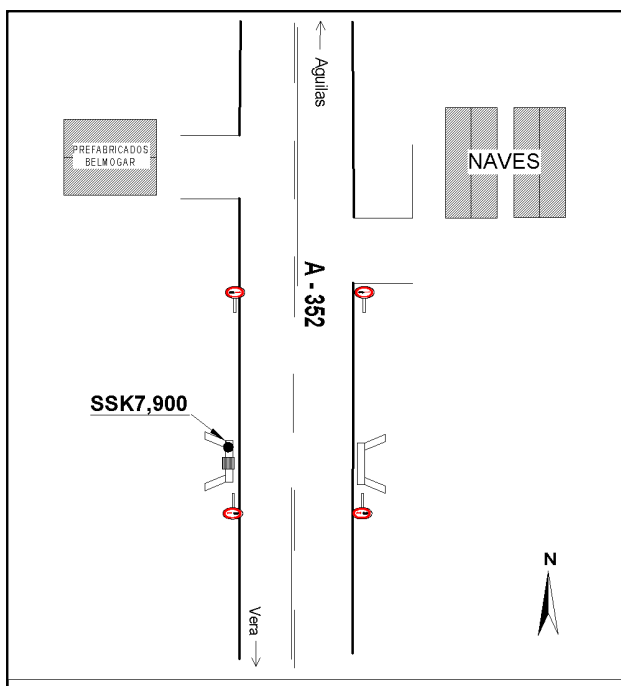 Aguilas
PREFABRICADOS
BELMOGAR
NAVES
A - 352
SSK7,900
N
Vera